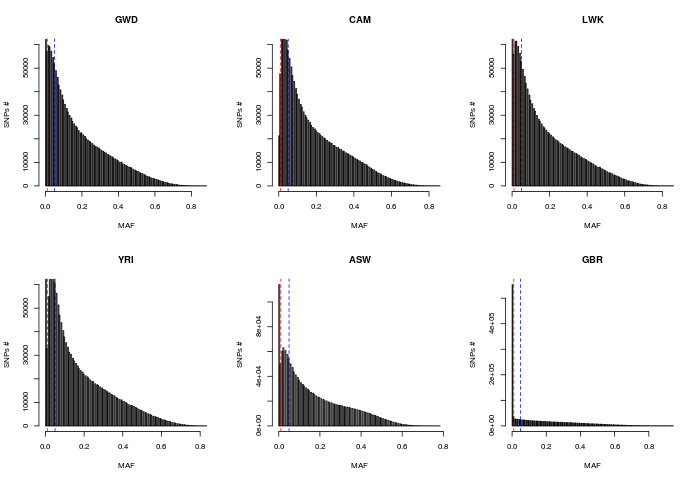 GWD
CAM
LWK
SNPs #
0
10000
30000
50000
0.0
0.2
0.4
0.6
MAF
SNPs #
0
10000
30000
50000
0.0
0.2
0.4
0.6
0.8
MAF
SNPs #
0
10000
30000
50000
0.0
0.2
0.4
0.6
0.8
MAF
YRI
ASW
GBR
SNPs #
0
10000
30000
50000
0.0
0.2
0.4
0.6
0.8
MAF
SNPs #
0e+00
4e+04
8e+04
0.0
0.2
0.4
0.6
MAF
SNPs #
0e+00
2e+05
4e+05
0.0
0.2
0.4
0.6
0.8
MAF